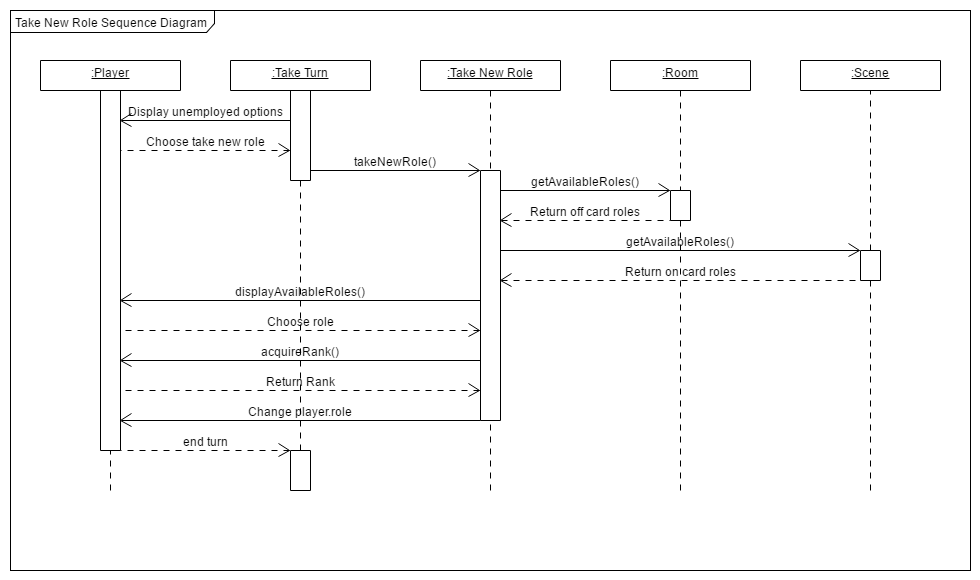 Take New Role Sequence Diagram
:Player
:Take Turn
:Take New Role
:Room
:Scene
Display unemployed options
Choose take new role
takeNewRole()
getAvailableRoles()
Return off card roles
getAvailableRoles()
Return on card roles
displayAvailableRoles()
Choose role
acquireRank()
Return Rank
Change player.role
end turn